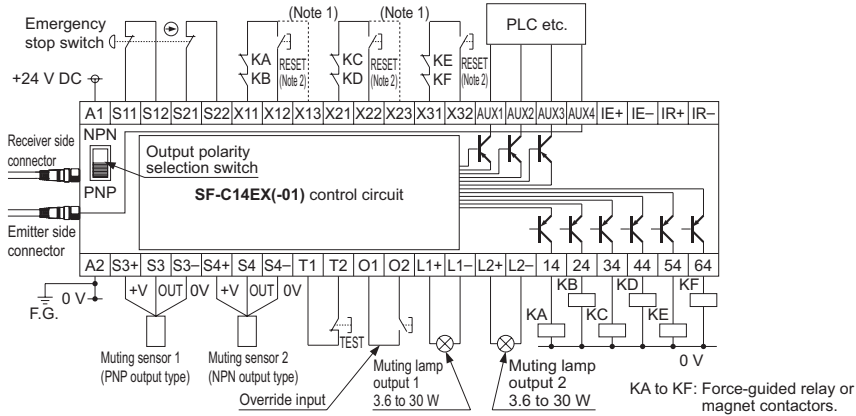 (Note 1) (Note 1) PLC etc.
Emergency
stop switch
+24 V DC
KA KC KE
KB KD KF
RESET RESET RESET
(Note 2) (Note 2) (Note 2)
A1 S11 S12 S21 S22 X11 X12 X13 X21 X22 X23 X31 X32 AUX1 AUX2 AUX3 AUX4 IE+ IE– IR+ IR–
Receiver side
connector
NPN
PNP
Output polarity
selection switch
SF-C14EX(-01) control circuit
Emitter side
connector
A2 S3+ S3 S3– S4+ S4 S4– T1 T2 O1 O2 L1+ L1– L2+ L2– 14 24 34 44 54 64
0 V
F.G.
+V OUT 0V +V OUT 0V
TEST
KB KD KF
KA KC KE
0 V
Muting sensor 1
(PNP output type)
Muting sensor 2
(NPN output type)
Override input
Muting lamp
output 1
3.6 to 30 W
Muting lamp
output 2
3.6 to 30 W
KA to KF: Force-guided relay or
magnet contactors.